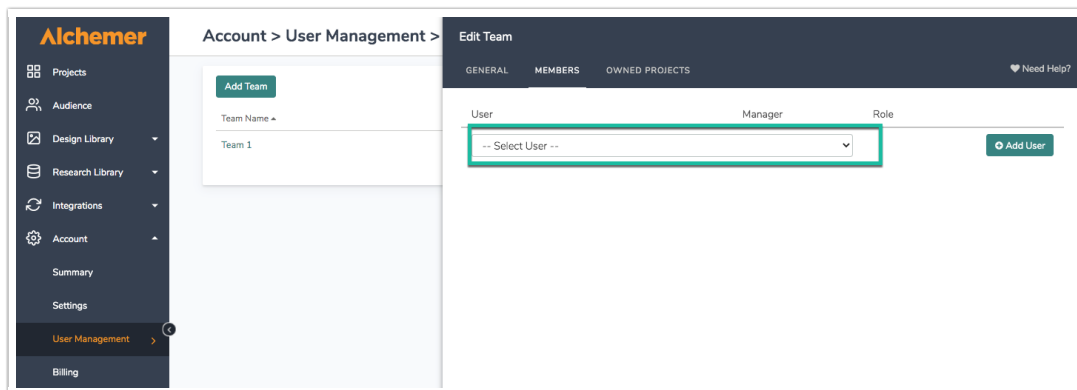 Alchemer
Projects
Audience
Design Library
Research Library
Integrations
Account
Summary
Settings
User Management
Billing
Account > User Management >
Add Team
Team Name
Team 1
Edit Team
GENERAL MEMBERS OWNED PROJECTS
Need Help?
User Manager Role
-- Select User --
Add User